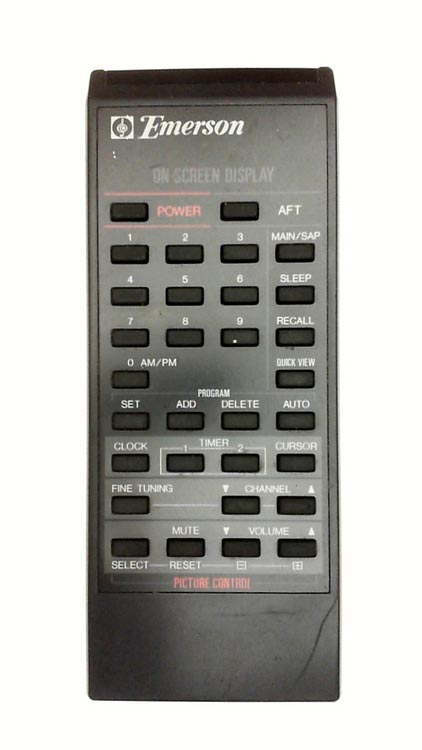 Emerson
ON SCREEN DISPLAY
POWER AFT
1 2 3 MAIN/SAP
4 5 6 SLEEP
7 8 9 RECALL
0 AM/PM QUICK VIEW
PROGRAM
SET ADD DELETE AUTO
CLOCK 1 TIMER 2 CURSOR
FINE TUNING ▼ CHANNEL ▲
MUTE ▼ VOLUME ▲
SELECT RESET - +
PICTURE CONTROL